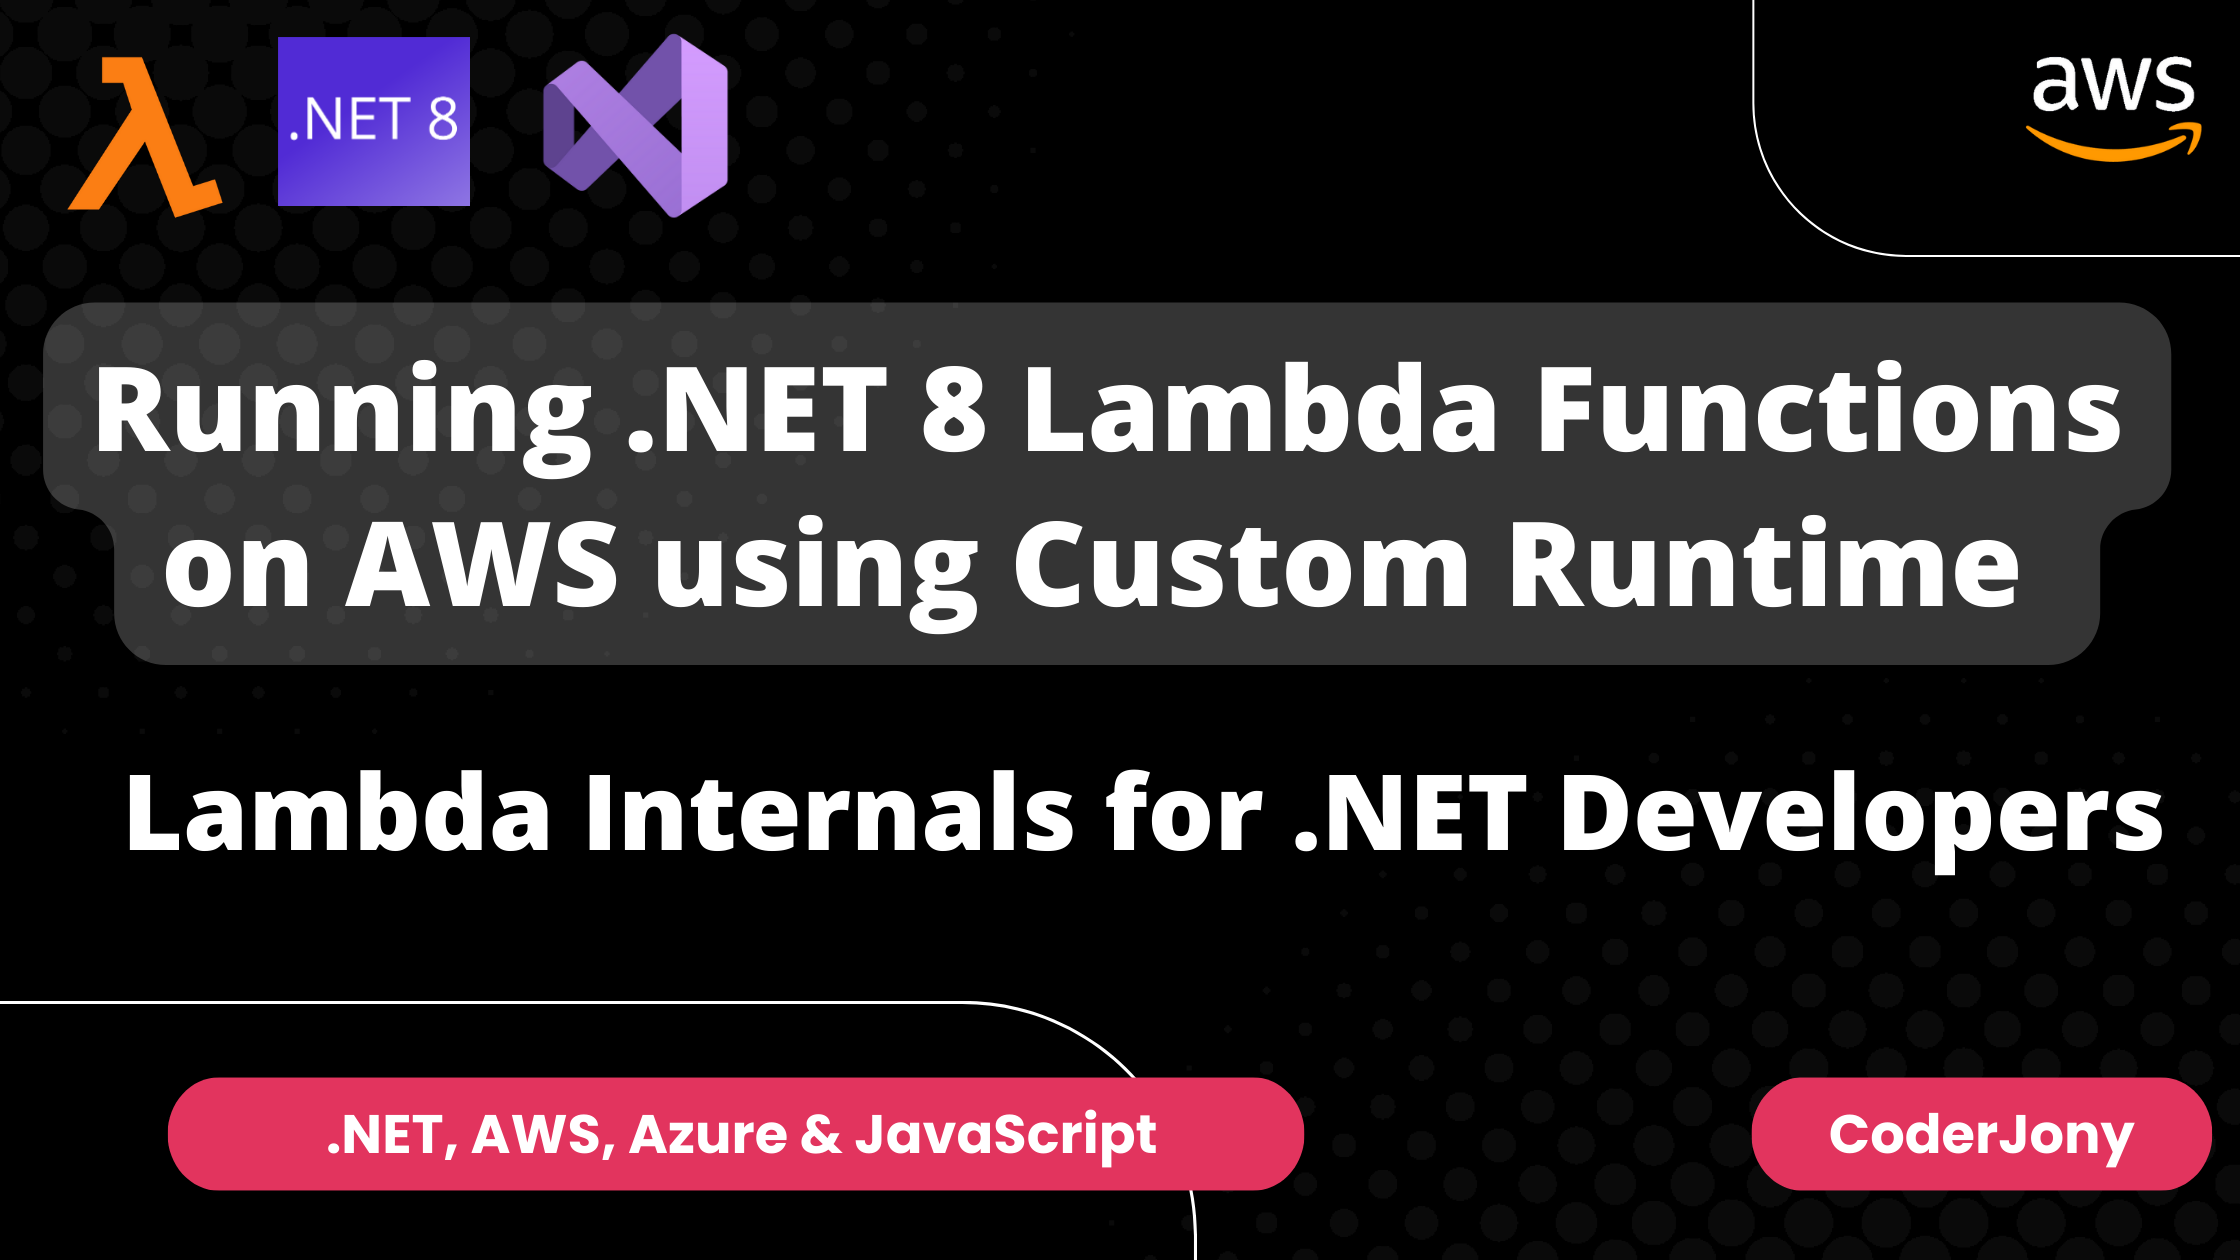 .NET 8
aws
Running .NET 8 Lambda Functions
on AWS using Custom Runtime
Lambda Internals for .NET Developers
.NET, AWS, Azure & JavaScript
CoderJony